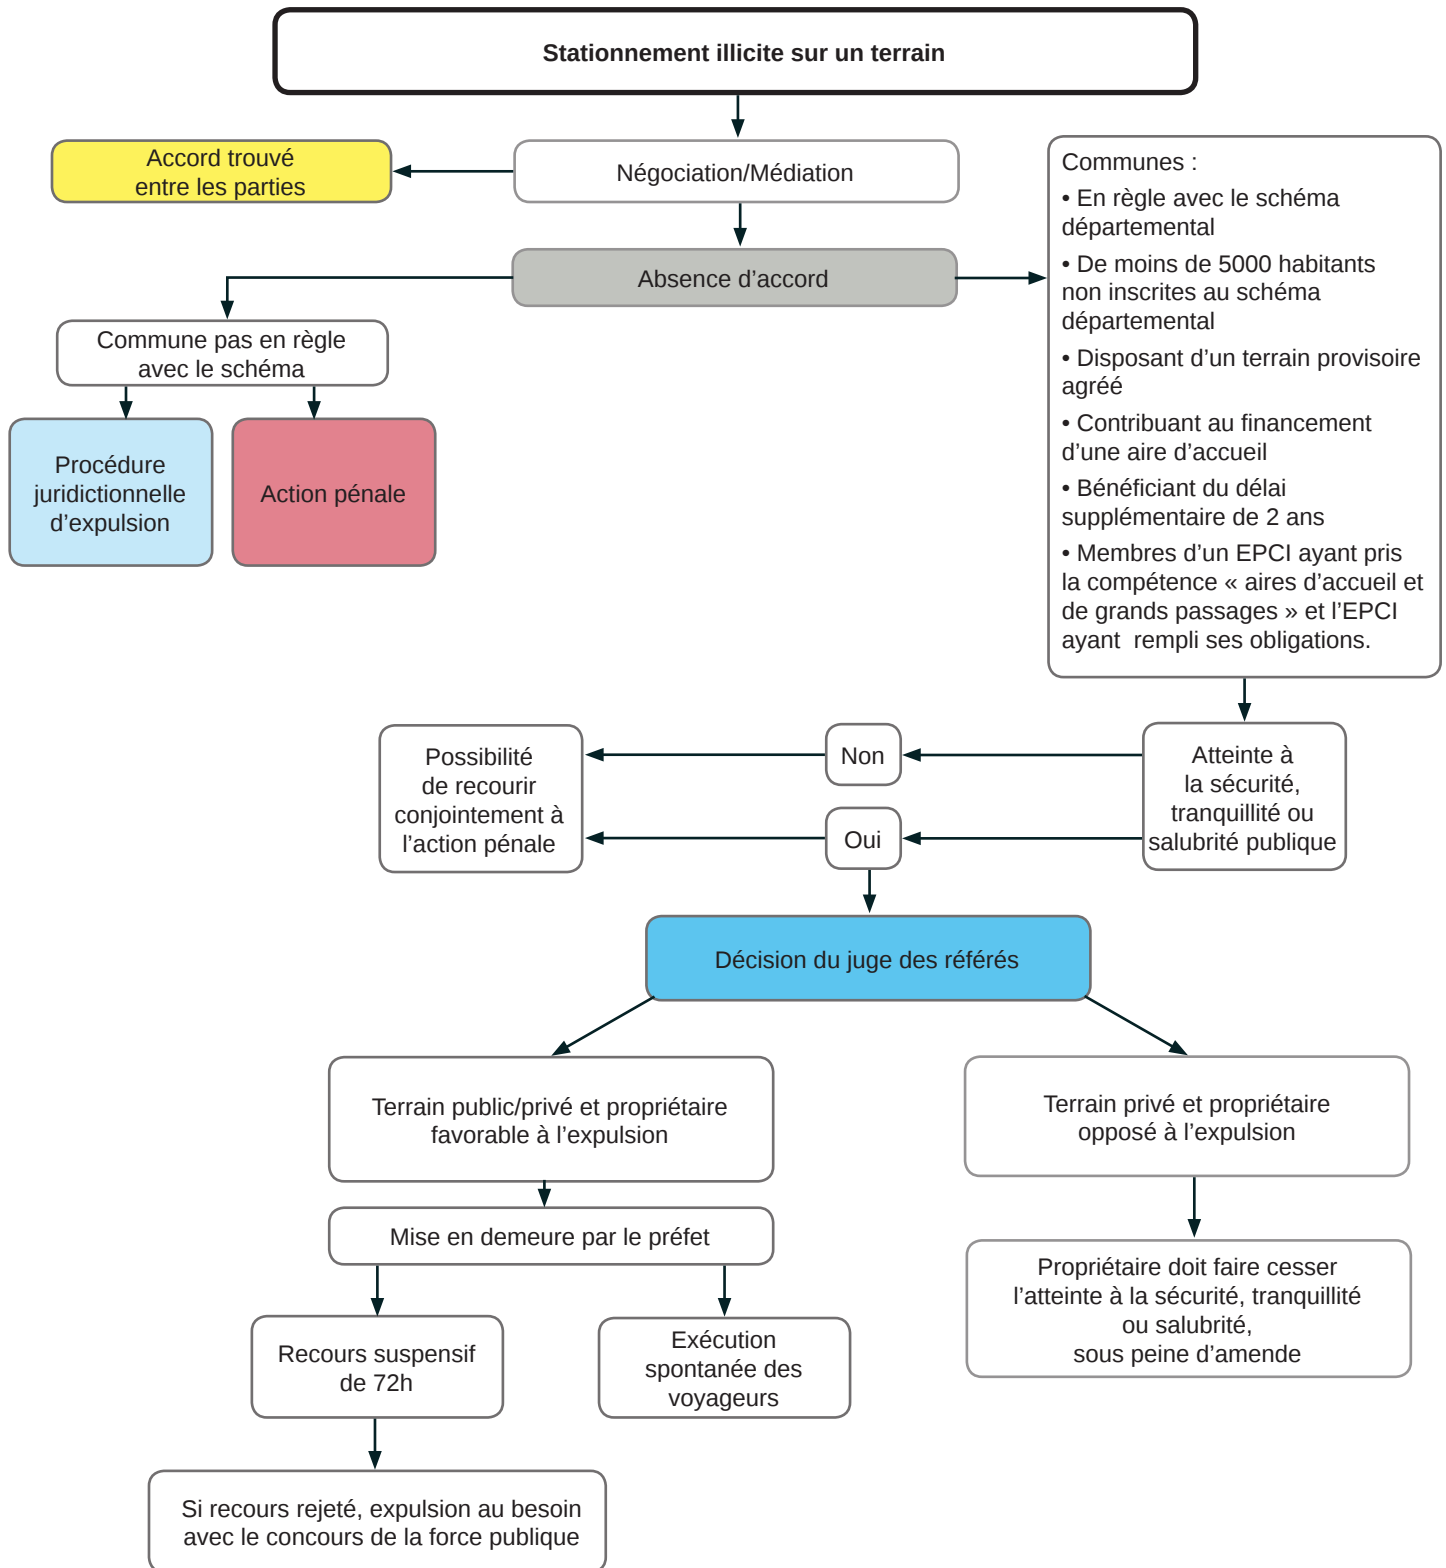 Stationnement illicite sur un terrain
Accord trouvé
entre les parties
Négociation/Médiation
Absence d’accord
Communes :
• En règle avec le schéma
départemental
• De moins de 5000 habitants
non inscrites au schéma
départemental
• Disposant d’un terrain provisoire
agréé
• Contribuant au financement
d’une aire d’accueil
• Bénéficiant du délai
supplémentaire de 2 ans
• Membres d’un EPCI ayant pris
la compétence « aires d’accueil et
de grands passages » et l’EPCI
ayant  rempli ses obligations.
Commune pas en règle
avec le schéma
Procédure
juridictionnelle
d’expulsion
Action pénale
Possibilité
de recourir
conjointement à
l’action pénale
Non
Oui
Atteinte à
la sécurité,
tranquillité ou
salubrité publique
Décision du juge des référés
Terrain public/privé et propriétaire
favorable à l’expulsion
Terrain privé et propriétaire
opposé à l’expulsion
Mise en demeure par le préfet
Propriétaire doit faire cesser
l’atteinte à la sécurité, tranquillité
ou salubrité,
sous peine d’amende
Recours suspensif
de 72h
Exécution
spontanée des
voyageurs
Si recours rejeté, expulsion au besoin
avec le concours de la force publique